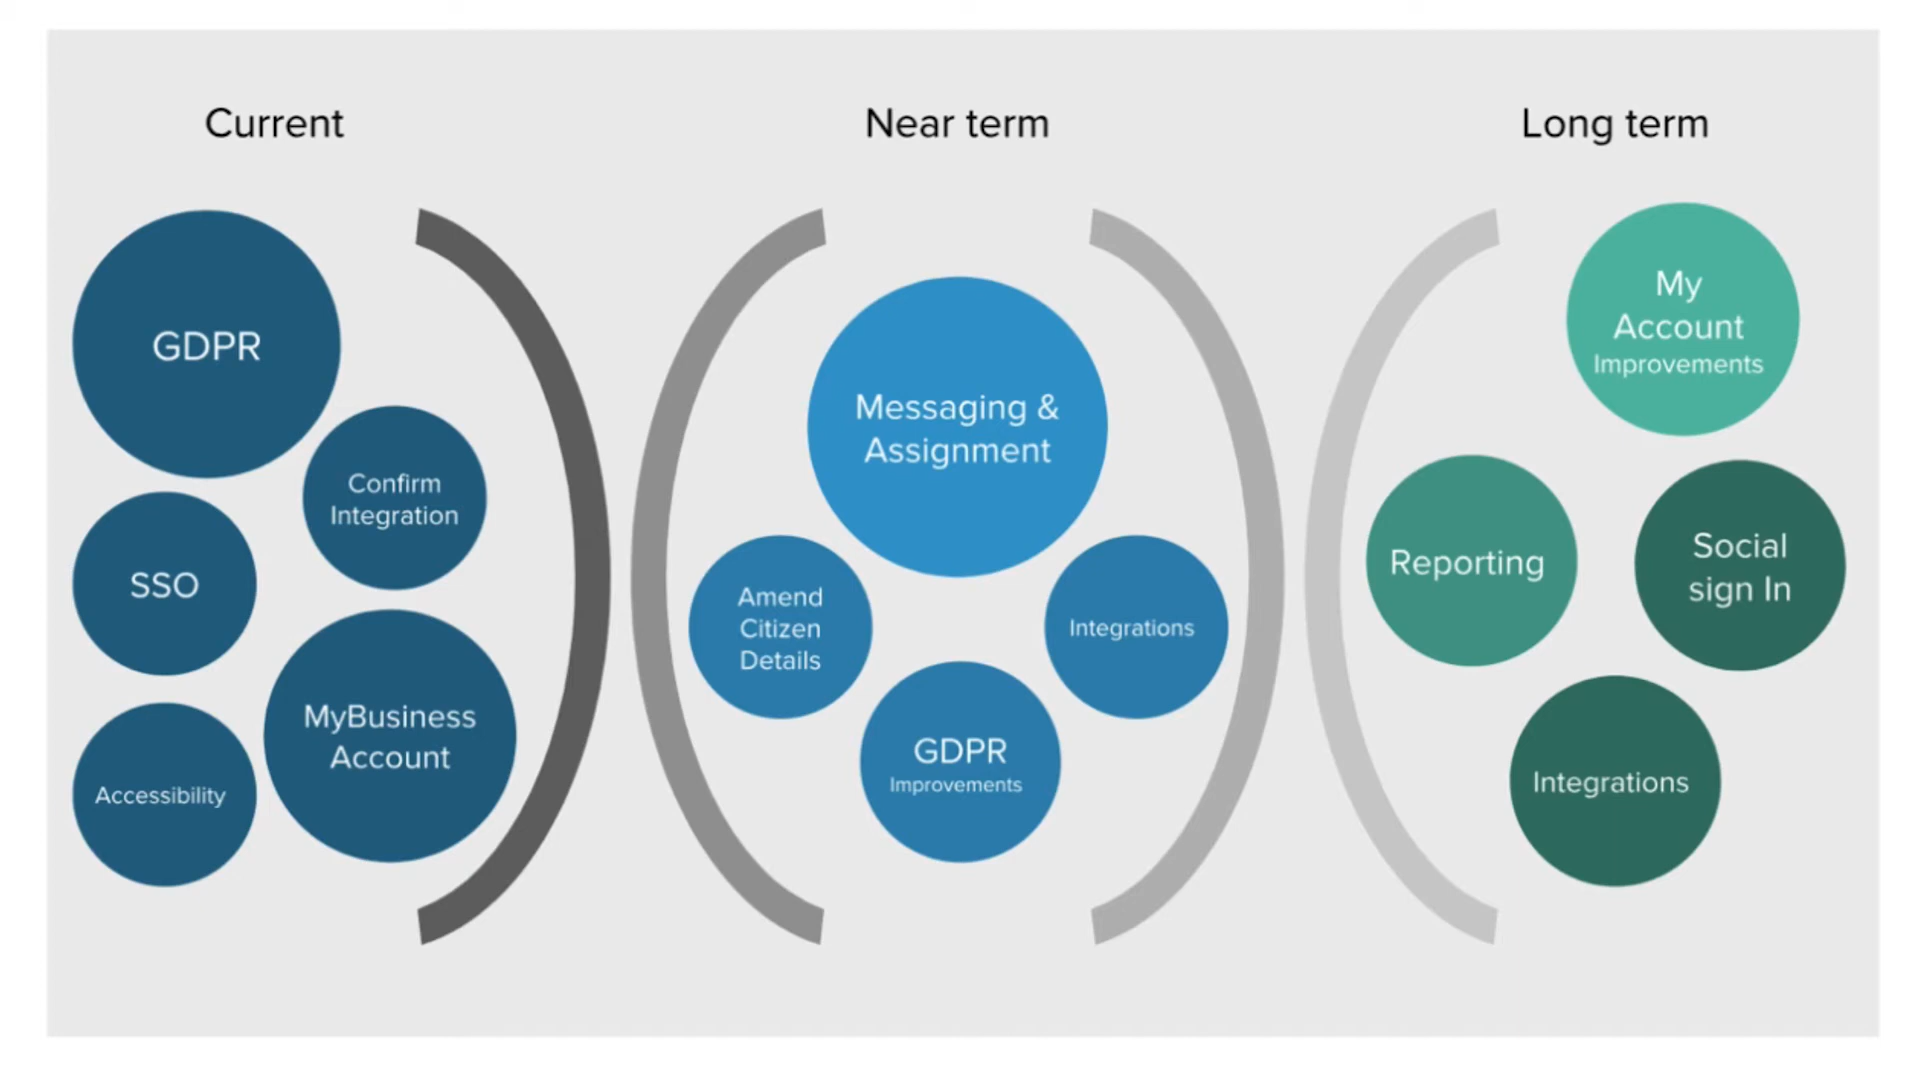 Current
Near term
Long term
GDPR
Confirm
Integration
SSO
MyBusiness
Account
Accessibility
Messaging &
Assignment
Amend
Citizen
Details
Integrations
GDPR
Improvements
My
Account
Improvements
Reporting
Social
sign In
Integrations